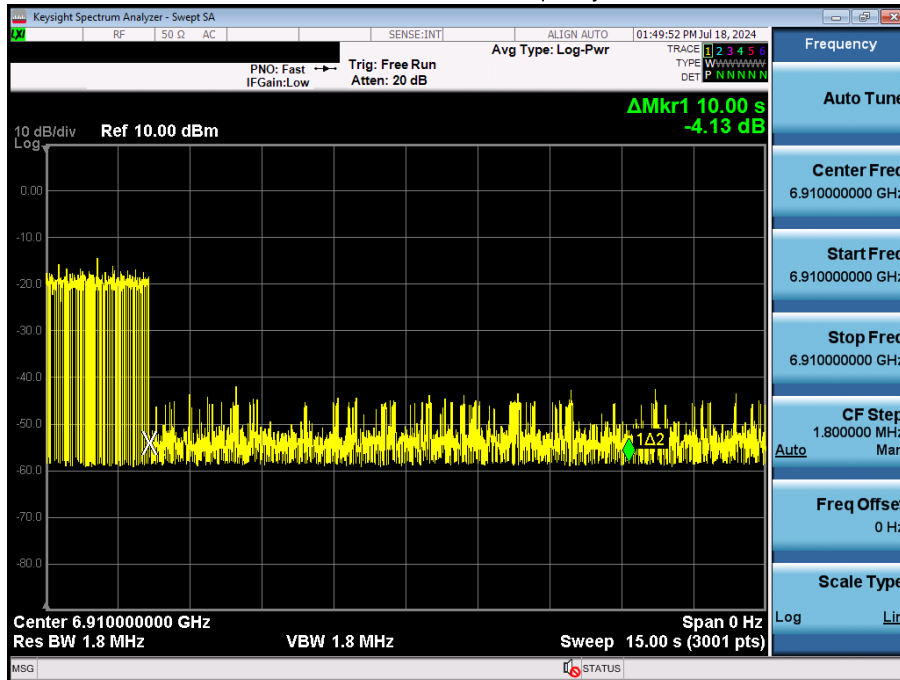 Keysight Spectrum Analyzer - Swept SA
LXI RF 50 Ω AC SENSE:INT ALIGN AUTO 01:49:52 PM Jul 18, 2024
Avg Type: Log-Pwr
TRACE 1 2 3 4 5 6
TYPE WWWWWW
DET P N N N N N
PNO: Fast
IFGain:Low
Trig: Free Run
Atten: 20 dB
ΔMkr1 10.00 s
-4.13 dB
10 dB/div
Log
Ref 10.00 dBm
0.00
-10.0
-20.0
-30.0
-40.0
-50.0
-60.0
-70.0
-80.0
1Δ2
Center 6.910000000 GHz
Span 0 Hz
Res BW 1.8 MHz
VBW 1.8 MHz
Sweep 15.00 s (3001 pts)
MSG
STATUS
Frequency
Auto Tune
Center Freq
6.910000000 GHz
Start Freq
6.910000000 GHz
Stop Freq
6.910000000 GHz
CF Step
1.800000 MHz
Auto Man
Freq Offset
0 Hz
Scale Type
Log Lin